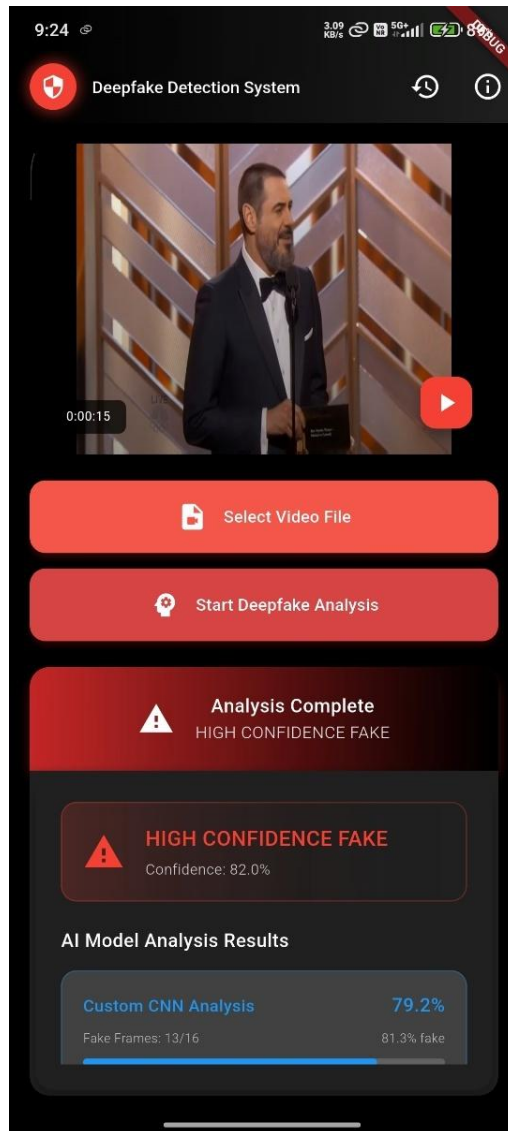 9:24
3.09
KB/s
Vo
NR
5G+
DEBUG
Deepfake Detection System
0:00:15
Select Video File
Start Deepfake Analysis
Analysis Complete
HIGH CONFIDENCE FAKE
HIGH CONFIDENCE FAKE
Confidence: 82.0%
AI Model Analysis Results
Custom CNN Analysis 79.2%
Fake Frames: 13/16 81.3% fake